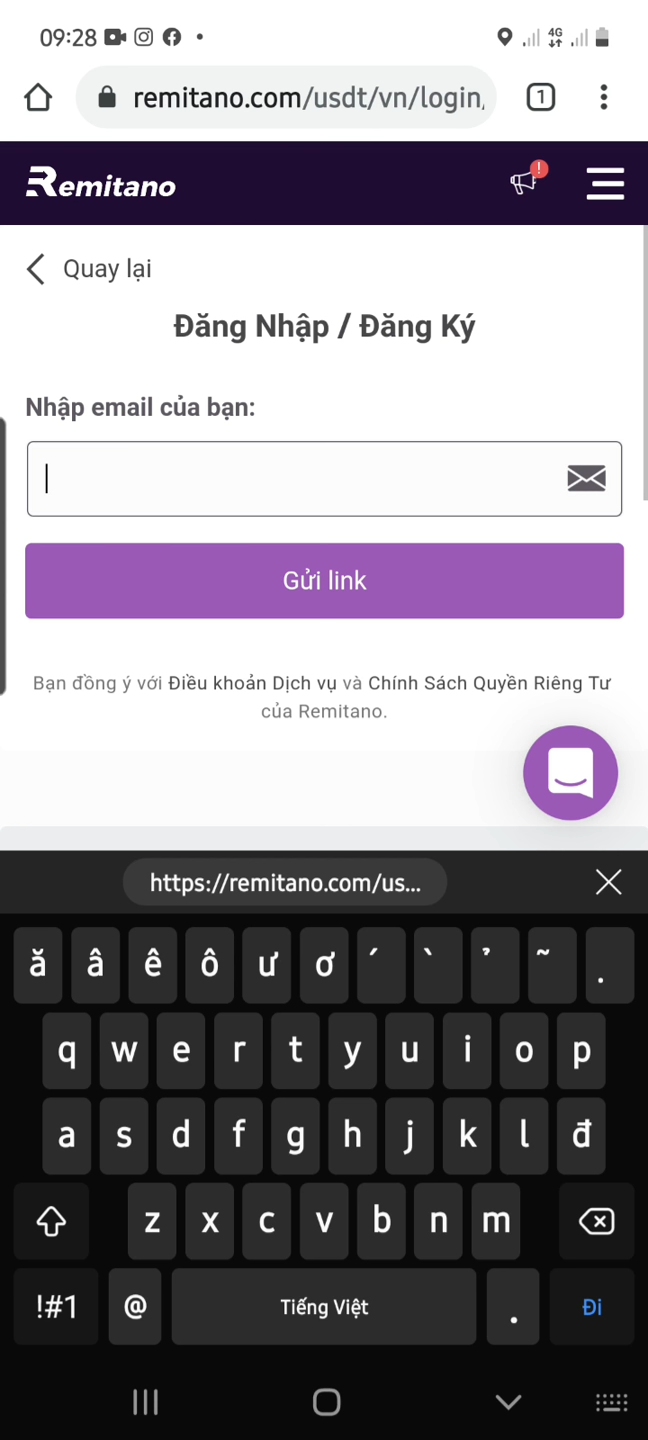 09:28 4G
remitano.com/usdt/vn/login, 1
Remitano !
Quay lại
Đăng Nhập / Đăng Ký
Nhập email của bạn:
Gửi link
Bạn đồng ý với Điều khoản Dịch vụ và Chính Sách Quyền Riêng Tư
của Remitano.
https://remitano.com/us...
ă â ê ô ư ơ ´ ` ̉ ~ .
q w e r t y u i o p
a s d f g h j k l đ
z x c v b n m
!#1 @ Tiếng Việt . Đi